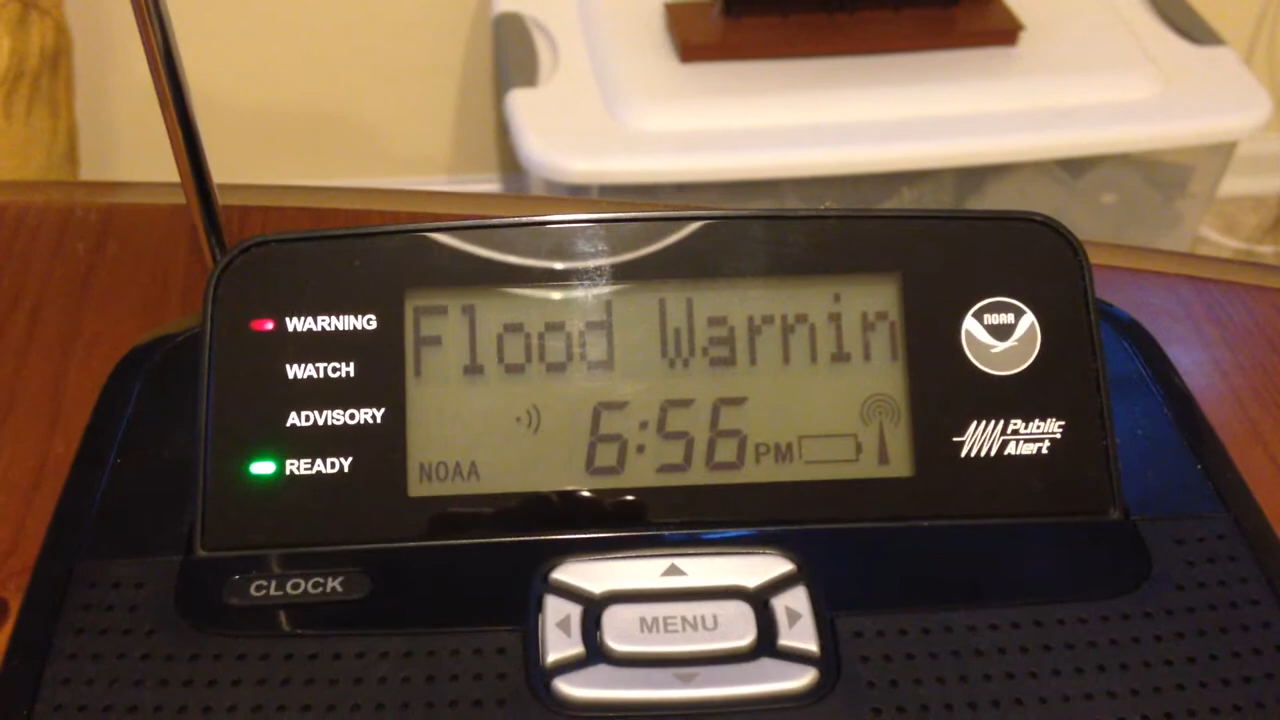 WARNING
WATCH
ADVISORY
READY
Flood Warnin
6:56 PM
NOAA
NOAA
Public
Alert
CLOCK
MENU